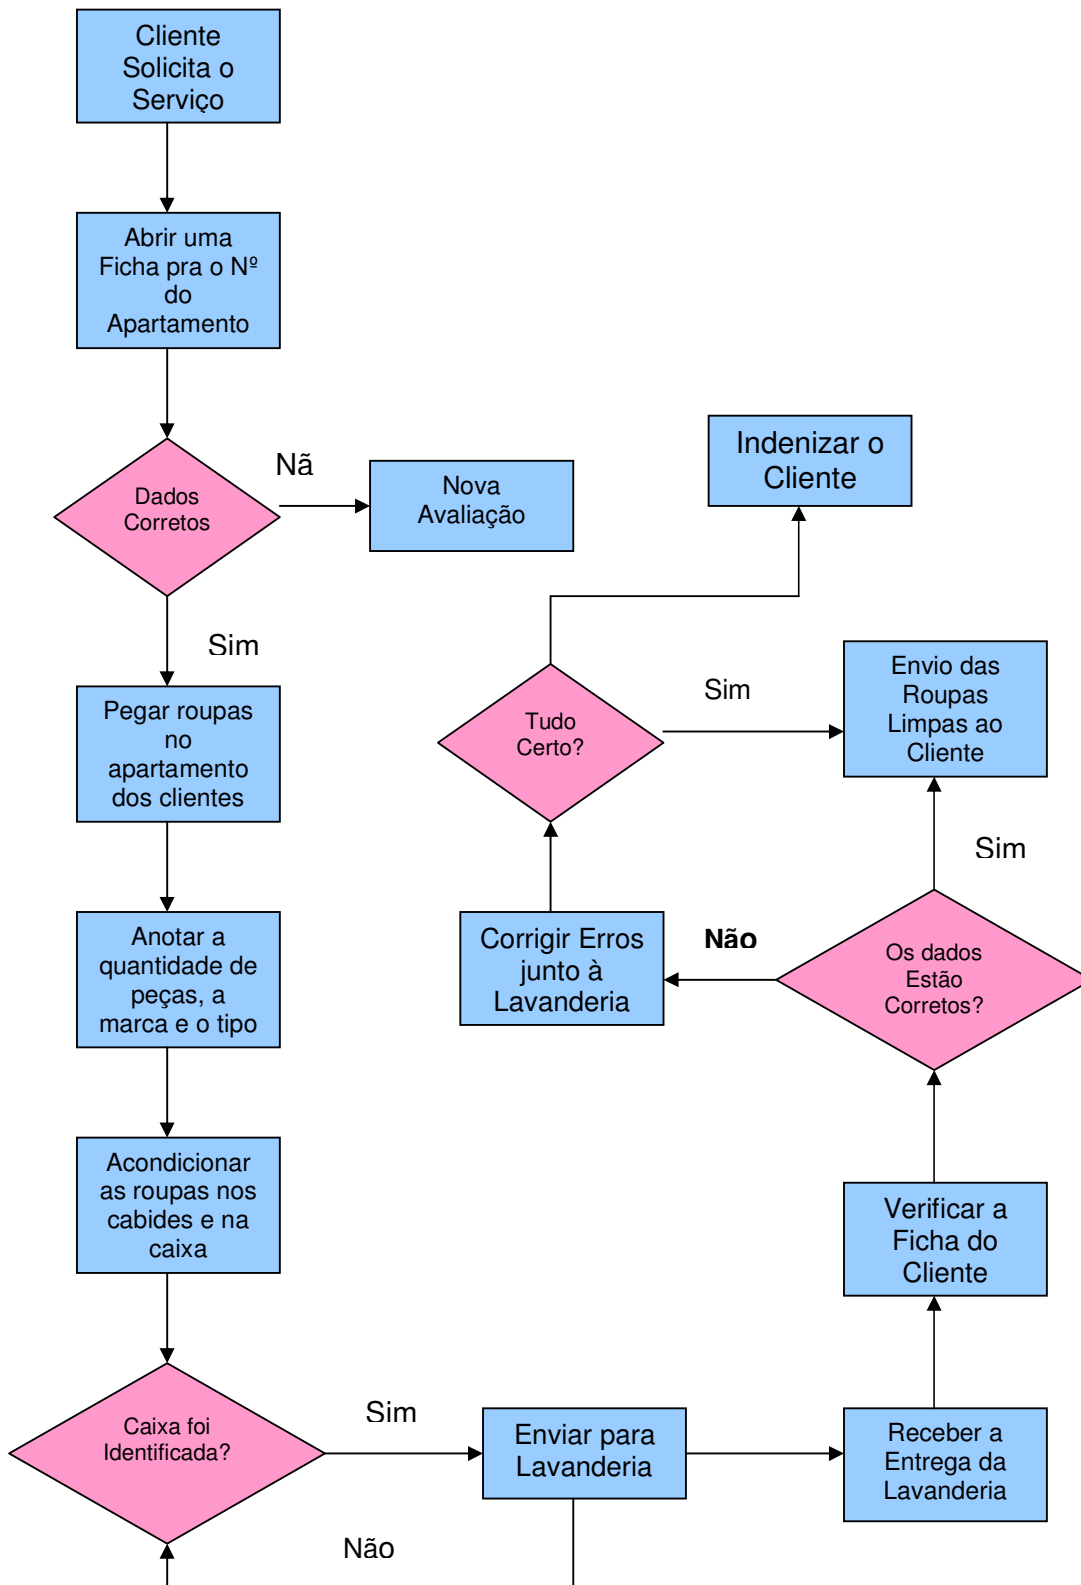 Cliente
Solicita o
Serviço
Abrir uma
Ficha pra o Nº
do
Apartamento
Dados
Corretos
Nã
Nova
Avaliação
Sim
Pegar roupas
no
apartamento
dos clientes
Anotar a
quantidade de
peças, a
marca e o tipo
Acondicionar
as roupas nos
cabides e na
caixa
Caixa foi
Identificada?
Sim
Não
Enviar para
Lavanderia
Receber a
Entrega da
Lavanderia
Verificar a
Ficha do
Cliente
Os dados
Estão
Corretos?
Sim
Não
Corrigir Erros
junto à
Lavanderia
Tudo
Certo?
Sim
Envio das
Roupas
Limpas ao
Cliente
Indenizar o
Cliente